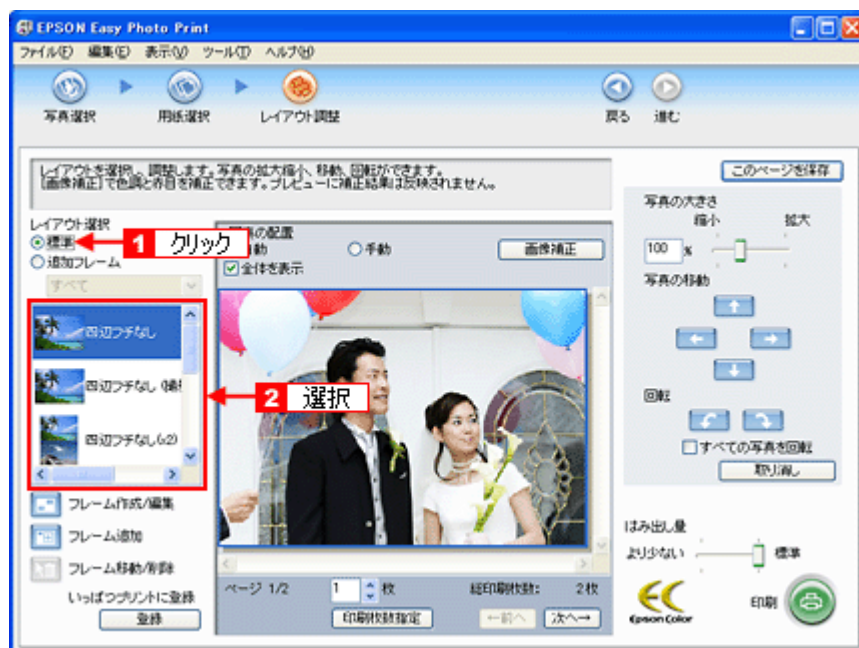 EPSON Easy Photo Print
ファイル(F) 編集(E) 表示(V) ツール(T) ヘルプ(H)
写真選択 用紙選択 レイアウト調整 戻る 進む
レイアウトを選択し、調整します。写真の拡大縮小、移動、回転ができます。
[画像補正]で色調と赤目を補正できます。プレビューに補正結果は反映されません。
このページを保存
レイアウト選択
標準
1 クリック
追加フレーム
すべて
の配置
自動 手動 画像補正
全体を表示
四辺フチなし
四辺フチなし
四辺フチなし(x2)
2 選択
フレーム作成/編集
フレーム追加
フレーム移動/削除
いっぱつプリントに登録
登録
ページ 1/2 1 枚 総印刷枚数: 2枚
印刷枚数指定 ←前へ 次へ→
写真の大きさ
縮小 拡大
100 %
写真の移動
回転
すべての写真を回転
取り消し
はみ出し量
より少ない 標準
Epson Color 印刷